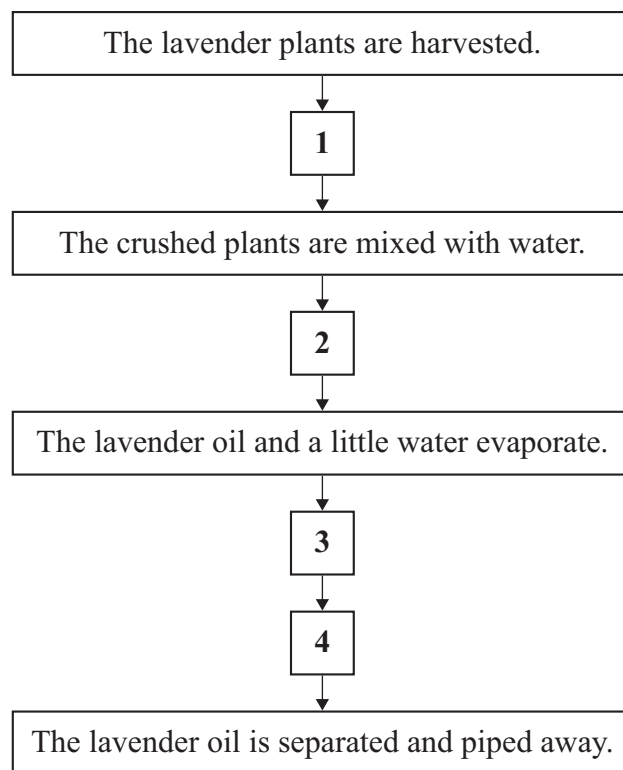 The lavender plants are harvested.
1
The crushed plants are mixed with water.
2
The lavender oil and a little water evaporate.
3
4
The lavender oil is separated and piped away.